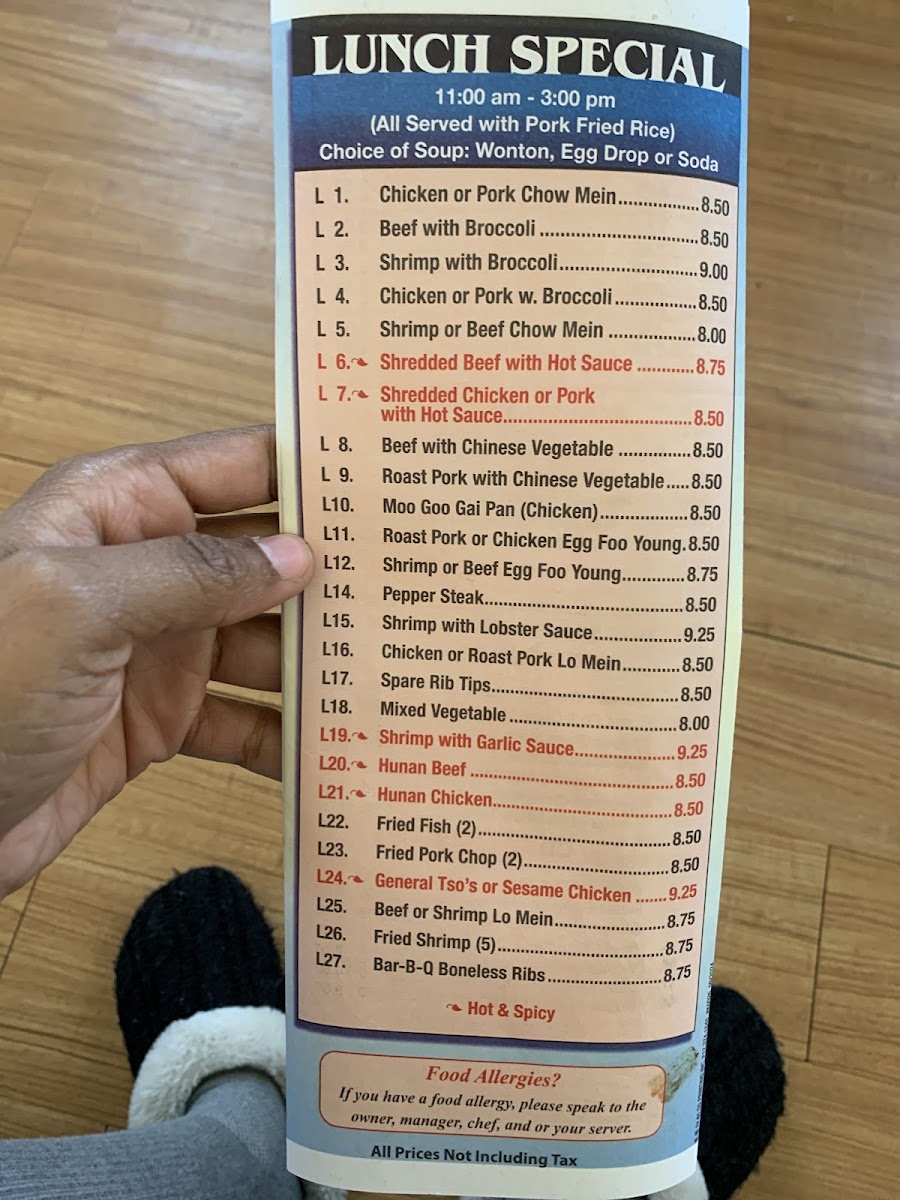 LUNCH SPECIAL
11:00 am - 3:00 pm
(All Served with Pork Fried Rice)
Choice of Soup: Wonton, Egg Drop or Soda
L 1. Chicken or Pork Chow Mein.................8.50
L 2. Beef with Broccoli .................................8.50
L 3. Shrimp with Broccoli.............................9.00
L 4. Chicken or Pork w. Broccoli.................8.50
L 5. Shrimp or Beef Chow Mein ..................8.00
L 6. Shredded Beef with Hot Sauce ............8.75
L 7. Shredded Chicken or Pork
with Hot Sauce.......................................8.50
L 8. Beef with Chinese Vegetable ...............8.50
L 9. Roast Pork with Chinese Vegetable.....8.50
L10. Moo Goo Gai Pan (Chicken)..................8.50
L11. Roast Pork or Chicken Egg Foo Young.8.50
L12. Shrimp or Beef Egg Foo Young.............8.75
L14. Pepper Steak..........................................8.50
L15. Shrimp with Lobster Sauce..................9.25
L16. Chicken or Roast Pork Lo Mein............8.50
L17. Spare Rib Tips.......................................8.50
L18. Mixed Vegetable ...................................8.00
L19. Shrimp with Garlic Sauce.....................9.25
L20. Hunan Beef ...........................................8.50
L21. Hunan Chicken......................................8.50
L22. Fried Fish (2).........................................8.50
L23. Fried Pork Chop (2)..............................8.50
L24. General Tso's or Sesame Chicken .......9.25
L25. Beef or Shrimp Lo Mein.......................8.75
L26. Fried Shrimp (5)...................................8.75
L27. Bar-B-Q Boneless Ribs........................8.75
Hot & Spicy
Food Allergies?
If you have a food allergy, please speak to the
owner, manager, chef, and or your server.
All Prices Not Including Tax